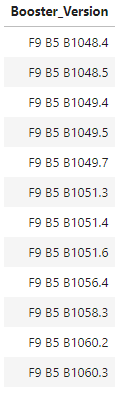 Booster_Version
F9 B5 B1048.4
F9 B5 B1048.5
F9 B5 B1049.4
F9 B5 B1049.5
F9 B5 B1049.7
F9 B5 B1051.3
F9 B5 B1051.4
F9 B5 B1051.6
F9 B5 B1056.4
F9 B5 B1058.3
F9 B5 B1060.2
F9 B5 B1060.3